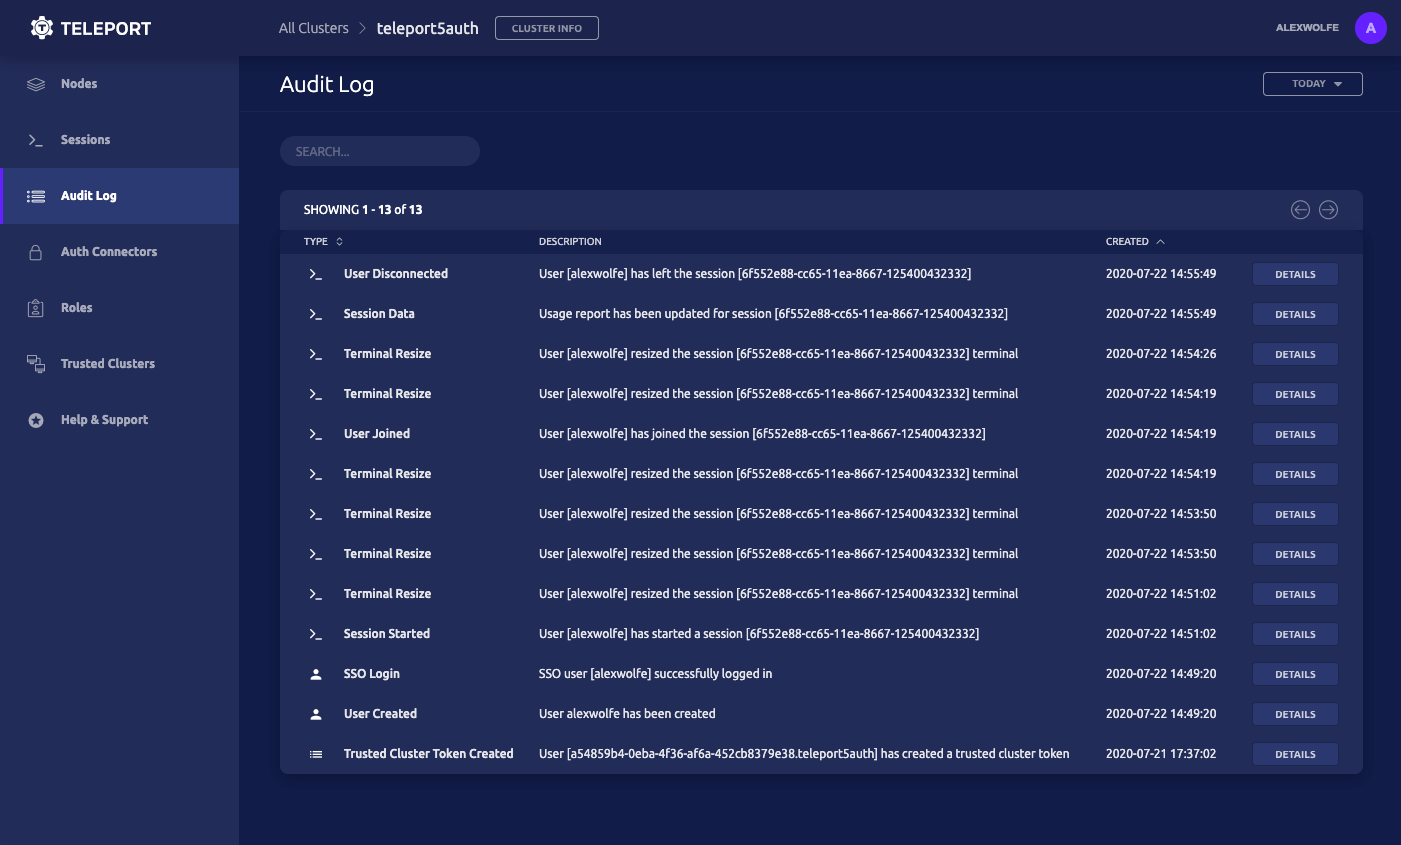 TELEPORT
All Clusters > teleport5auth CLUSTER INFO
ALEXWOLFE A
Nodes
Sessions
Audit Log
Auth Connectors
Roles
Trusted Clusters
Help & Support
Audit Log
TODAY
SEARCH...
SHOWING 1 - 13 of 13
TYPE DESCRIPTION CREATED
User Disconnected User [alexwolfe] has left the session [6f552e88-cc65-11ea-8667-125400432332] 2020-07-22 14:55:49 DETAILS
Session Data Usage report has been updated for session [6f552e88-cc65-11ea-8667-125400432332] 2020-07-22 14:55:49 DETAILS
Terminal Resize User [alexwolfe] resized the session [6f552e88-cc65-11ea-8667-125400432332] terminal 2020-07-22 14:54:26 DETAILS
Terminal Resize User [alexwolfe] resized the session [6f552e88-cc65-11ea-8667-125400432332] terminal 2020-07-22 14:54:19 DETAILS
User Joined User [alexwolfe] has joined the session [6f552e88-cc65-11ea-8667-125400432332] 2020-07-22 14:54:19 DETAILS
Terminal Resize User [alexwolfe] resized the session [6f552e88-cc65-11ea-8667-125400432332] terminal 2020-07-22 14:54:19 DETAILS
Terminal Resize User [alexwolfe] resized the session [6f552e88-cc65-11ea-8667-125400432332] terminal 2020-07-22 14:53:50 DETAILS
Terminal Resize User [alexwolfe] resized the session [6f552e88-cc65-11ea-8667-125400432332] terminal 2020-07-22 14:53:50 DETAILS
Terminal Resize User [alexwolfe] resized the session [6f552e88-cc65-11ea-8667-125400432332] terminal 2020-07-22 14:51:02 DETAILS
Session Started User [alexwolfe] has started a session [6f552e88-cc65-11ea-8667-125400432332] 2020-07-22 14:51:02 DETAILS
SSO Login SSO user [alexwolfe] successfully logged in 2020-07-22 14:49:20 DETAILS
User Created User alexwolfe has been created 2020-07-22 14:49:20 DETAILS
Trusted Cluster Token Created User [a54859b4-0eba-4f36-af6a-452cb8379e38.teleport5auth] has created a trusted cluster token 2020-07-21 17:37:02 DETAILS